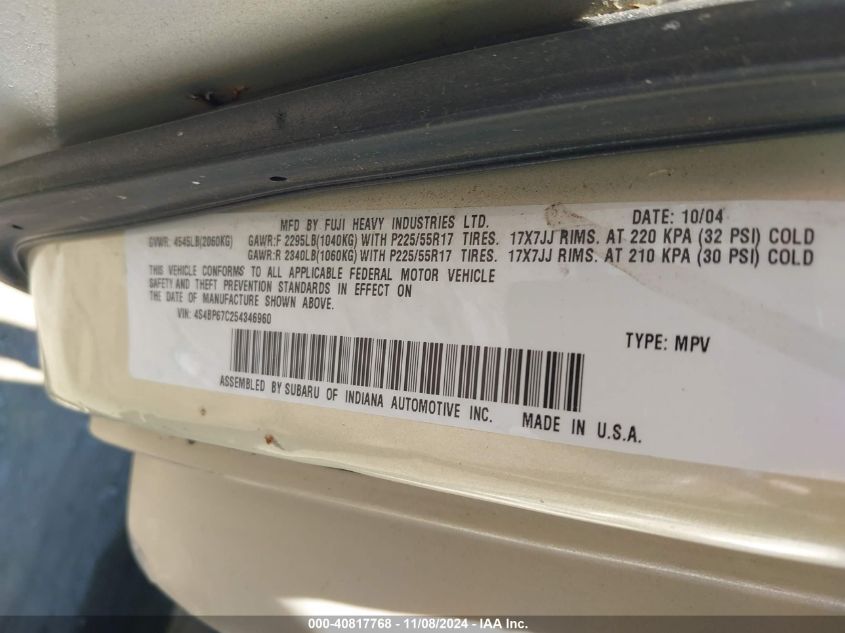 MFD BY FUJI HEAVY INDUSTRIES LTD. DATE: 10/04
GVWR: 4545LB(2060KG) GAWR:F 2295LB(1040KG) WITH P225/55R17 TIRES. 17X7JJ RIMS. AT 220 KPA (32 PSI) COLD
GAWR:R 2340LB(1060KG) WITH P225/55R17 TIRES. 17X7JJ RIMS. AT 210 KPA (30 PSI) COLD
THIS VEHICLE CONFORMS TO ALL APPLICABLE FEDERAL MOTOR VEHICLE
SAFETY AND THEFT PREVENTION STANDARDS IN EFFECT ON
THE DATE OF MANUFACTURE SHOWN ABOVE.
VIN: 4S4BP67C254346960
TYPE: MPV
ASSEMBLED BY SUBARU OF INDIANA AUTOMOTIVE INC. MADE IN U.S.A.
000-40817768 - 11/08/2024 - IAA Inc.